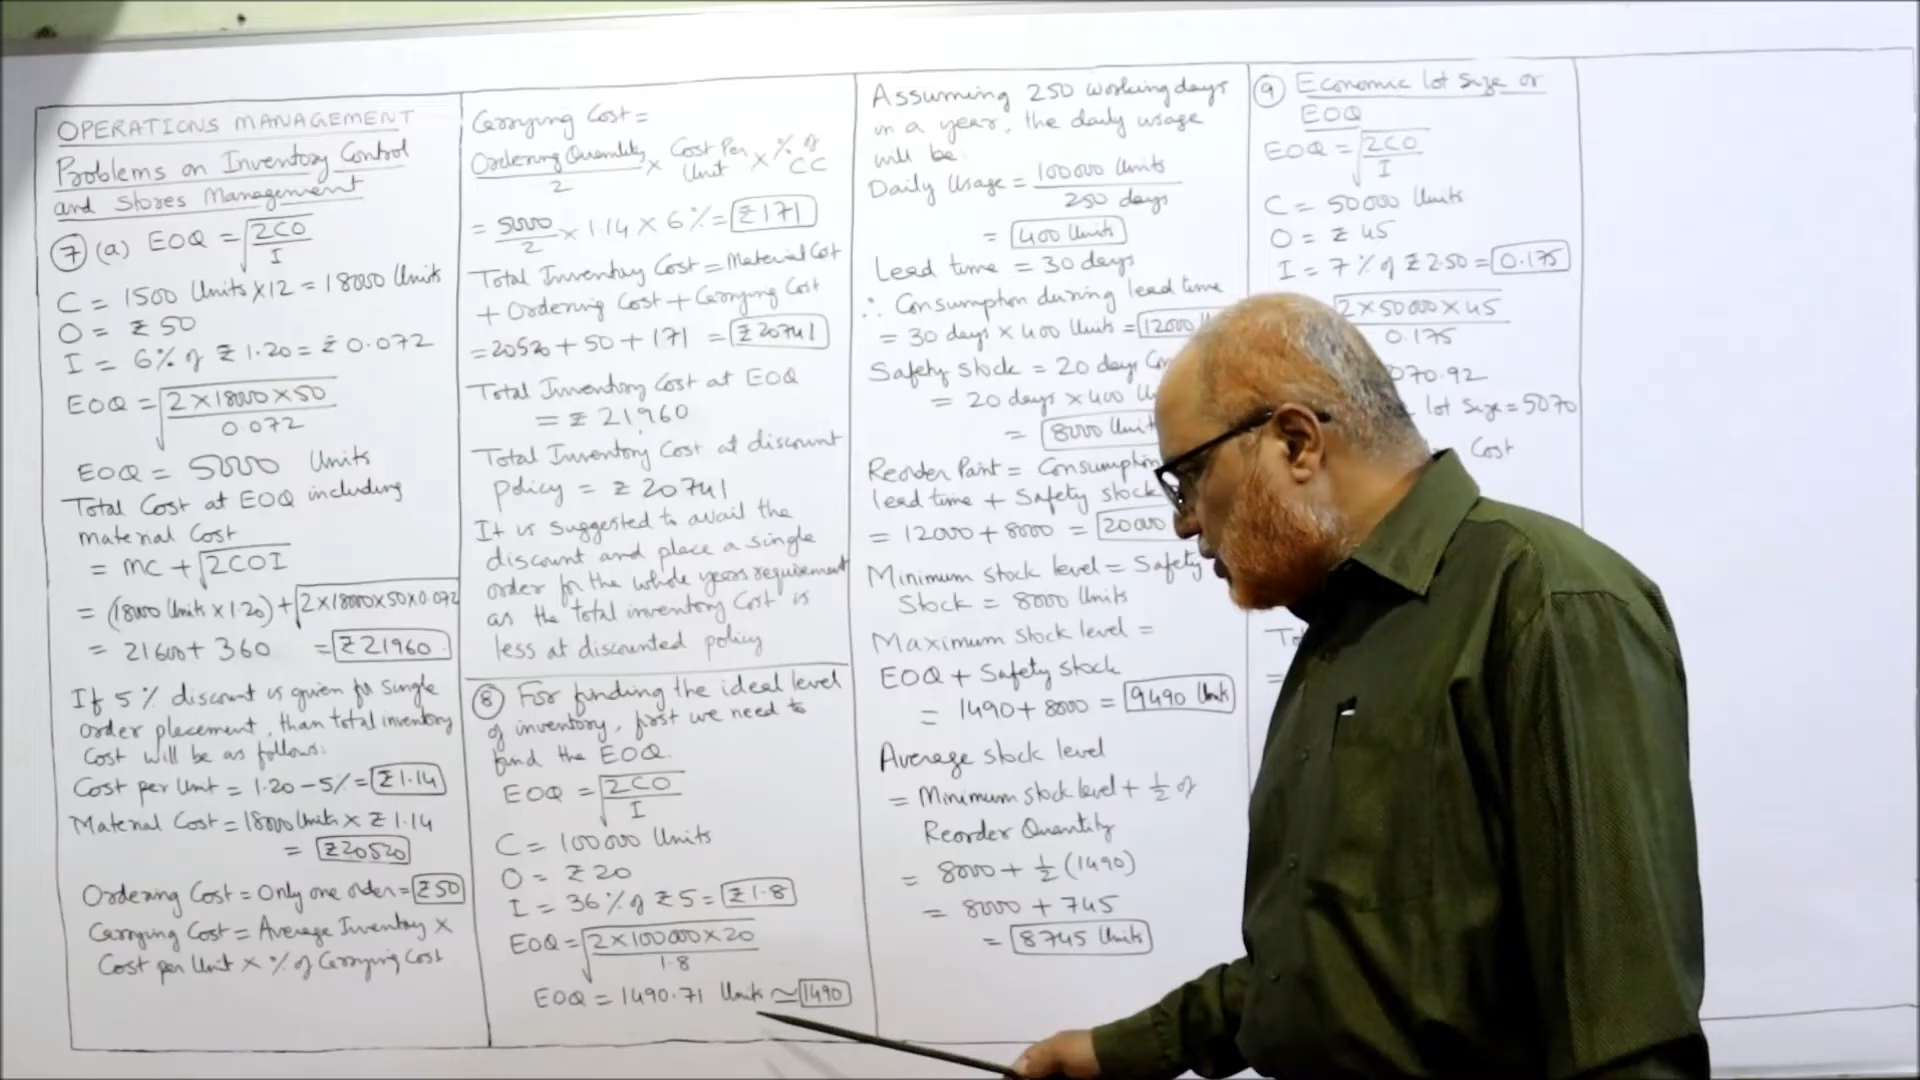 OPERATIONS MANAGEMENT
Problems on Inventory Control
and Stores Management
(7) (a) EOQ = √2CO/I
C = 1500 Units X12 = 18000 Units
O = ₹ 50
I = 6% of ₹ 1.20 = ₹ 0.072
EOQ = √2X18000X50/0.072
EOQ = 5000 Units
Total Cost at EOQ including
material Cost
= mc + √2COI
= (18000 Units X 1.20) + √2X18000X50X0.072
= 21600 + 360 = ₹ 21960
If 5% discount is given for single
order placement, than total inventory
Cost will be as follows:
Cost per Unit = 1.20 - 5% = ₹ 1.14
Material Cost = 18000 Units X ₹ 1.14
= ₹ 20520
Ordering Cost = Only one order = ₹ 50
Carrying Cost = Average Inventory X
Cost per Unit X % of Carrying Cost
Carrying Cost =
Ordering Quantity/2 X Cost Per Unit X % of CC
= 5000/2 X 1.14 X 6% = ₹ 171
Total Inventory Cost = Material Cost
+ Ordering Cost + Carrying Cost
= 20520 + 50 + 171 = ₹ 20741
Total Inventory Cost at EOQ
= ₹ 21960
Total Inventory Cost at discount
policy = ₹ 20741
It is suggested to avail the
discount and place a single
order for the whole years requirement
as the total inventory Cost is
less at discounted policy
(8) For finding the ideal level
of inventory, first we need to
find the EOQ.
EOQ = √2CO/I
C = 100000 Units
O = ₹ 20
I = 36% of ₹ 5 = ₹ 1.8
EOQ = √2X100000X20/1.8
EOQ = 1490.71 Units ≃ 1490
Assuming 250 working days
in a year, the daily usage
will be.
Daily Usage = 100000 Units/250 days
= 400 Units
Lead time = 30 days
∴ Consumption during lead time
= 30 days X 400 Units = 12000
Safety stock = 20 day
= 20 days X 400
= 8000 Units
Reorder Point = Consumption
lead time + Safety stock
= 12000 + 8000 = 20000
Minimum stock level = Safety
Stock = 8000 Units
Maximum stock level =
EOQ + Safety stock
= 1490 + 8000 = 9490 Units
Average stock level
= Minimum stock level + 1/2 of
Reorder Quantity
= 8000 + 1/2 (1490)
= 8000 + 745
= 8745 Units
(9) Economic lot size or
EOQ
EOQ = √2CO/I
C = 50000 Units
O = ₹ 45
I = 7% of ₹ 2.50 = 0.175
2X50000X45/0.175
070.92
lot size = 5070
Cost
=